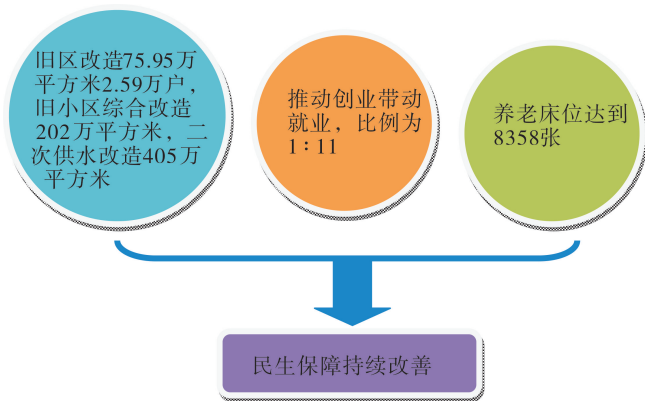 旧区改造75.95万
平方米2.59万户，
旧小区综合改造
202万平方米，二
次供水改造405万
平方米
推动创业带动
就业，比例为
1∶11
养老床位达到
8358张
民生保障持续改善